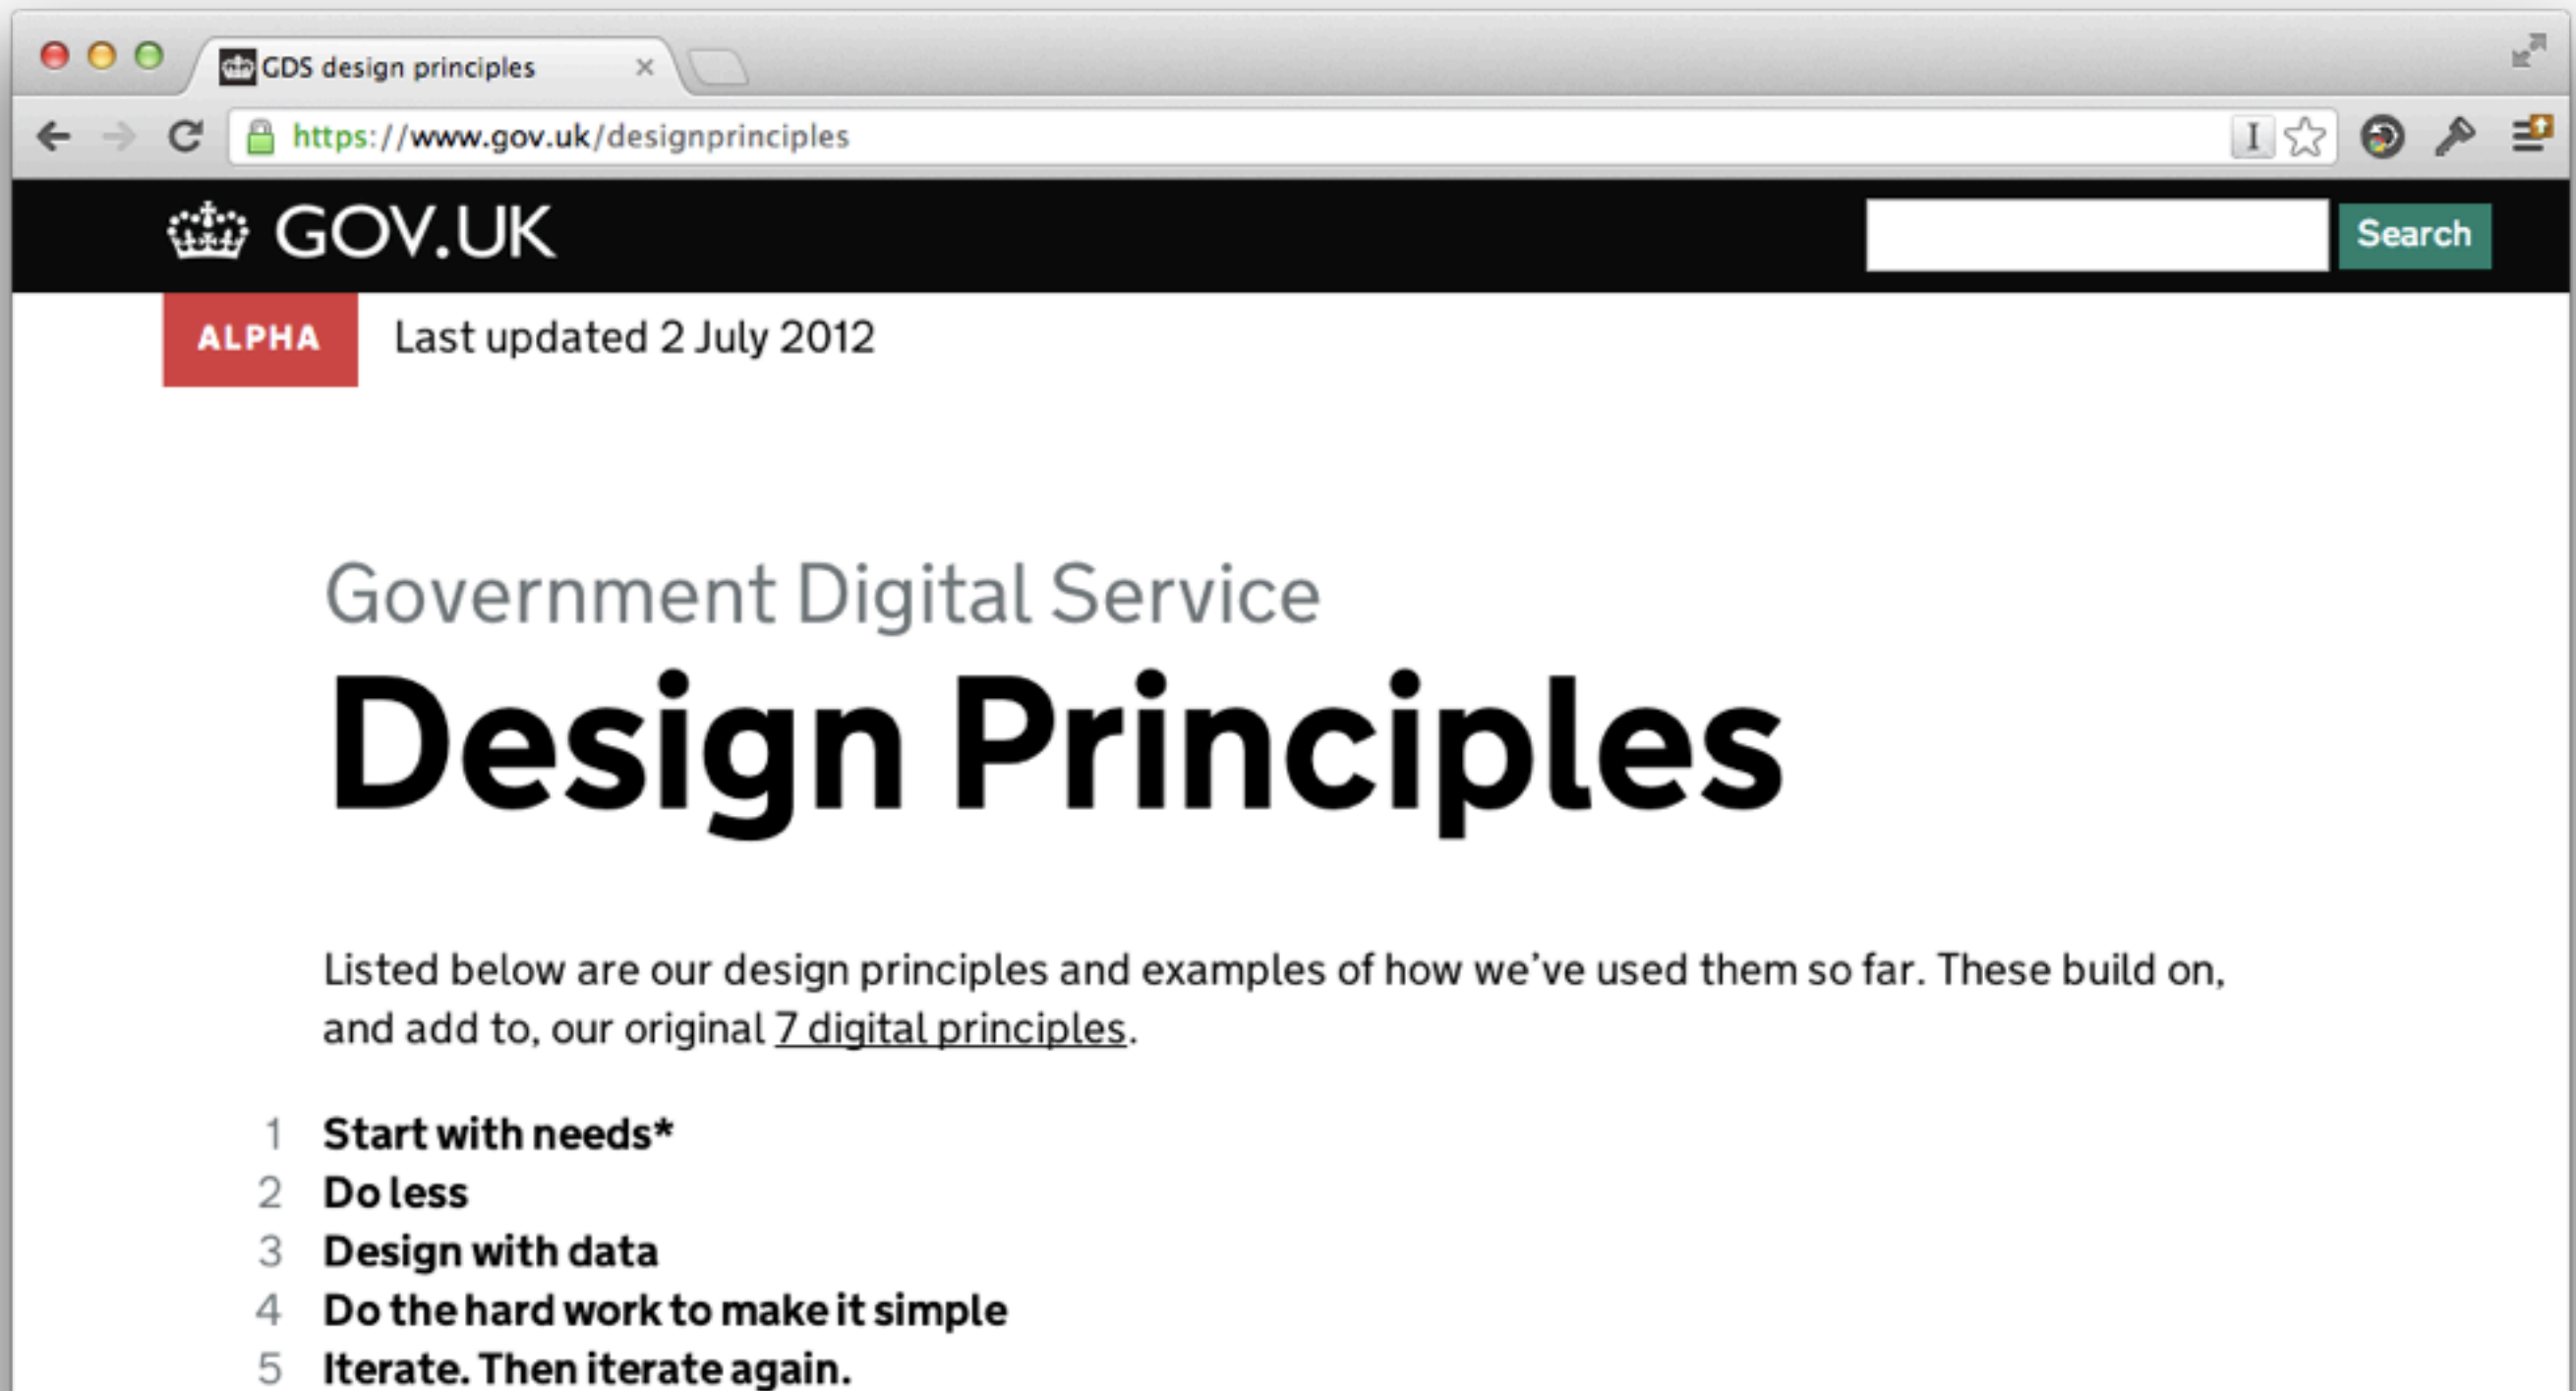 GDS design principles
https://www.gov.uk/designprinciples
GOV.UK
Search
ALPHA Last updated 2 July 2012
Government Digital Service
Design Principles
Listed below are our design principles and examples of how we’ve used them so far. These build on,
and add to, our original 7 digital principles.
1 Start with needs*
2 Do less
3 Design with data
4 Do the hard work to make it simple
5 Iterate. Then iterate again.